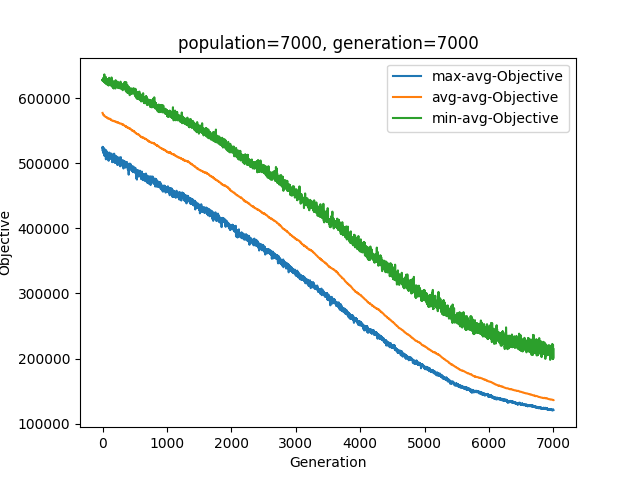 population=7000, generation=7000
max-avg-Objective
avg-avg-Objective
min-avg-Objective
600000
500000
400000
300000
200000
100000
Objective
0 1000 2000 3000 4000 5000 6000 7000
Generation